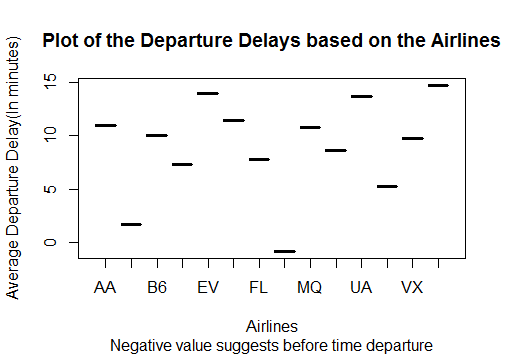 Plot of the Departure Delays based on the Airlines
Average Departure Delay(In minutes)
15
10
5
0
AA B6 EV FL MQ UA VX
Airlines
Negative value suggests before time departure